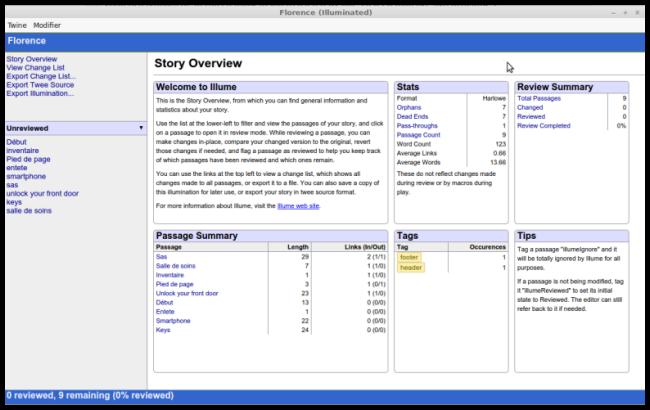 Florence (Illuminated)
Twine Modifier
Florence
Story Overview
View Change List
Export Change List...
Export Twee Source
Export Illumination...
Unreviewed
Début
inventaire
Pied de page
entete
smartphone
sas
unlock your front door
keys
salle de soins
Story Overview
Welcome to Illume
This is the Story Overview, from which you can find general information and
statistics about your story.
Use the list at the lower-left to filter and view the passages of your story, and click
on a passage to open it in review mode. While reviewing a passage, you can
make changes in-place, compare your changed version to the original, revert
those changes if needed, and flag a passage as reviewed to help you keep track
of which passages have been reviewed and which ones remain.
You can use the links at the top left to view a change list, which shows all
changes made to all passages, or export it to a file. You can also save a copy of
this illumination for later use, or export your story in twee source format.
For more information about Illume, visit the Illume web site.
Stats
Format Harlowe
Orphans 7
Dead Ends 7
Pass-throughs 1
Passage Count 9
Word Count 123
Average Links 0.66
Average Words 13.66
These do not reflect changes made
during review or by macros during
play.
Review Summary
Total Passages 9
Changed 0
Reviewed 0
Review Completed 0%
Passage Summary
Passage Length Links (In/Out)
Sas 29 2 (1/1)
Salle de soins 7 1 (1/0)
Inventaire 1 1 (1/0)
Pied de page 3 1 (0/1)
Unlock your front door 23 1 (1/0)
Début 13 0 (0/0)
Entete 1 0 (0/0)
Smartphone 22 0 (0/0)
Keys 24 0 (0/0)
Tags
Tag Occurences
footer 1
header 1
Tips
Tag a passage "illumeIgnore" and it
will be totally ignored by Illume for all
purposes.
If a passage is not being modified, tag
it "illumeReviewed" to set its initial
state to Reviewed. The editor can still
refer back to it if needed.
0 reviewed, 9 remaining (0% reviewed)